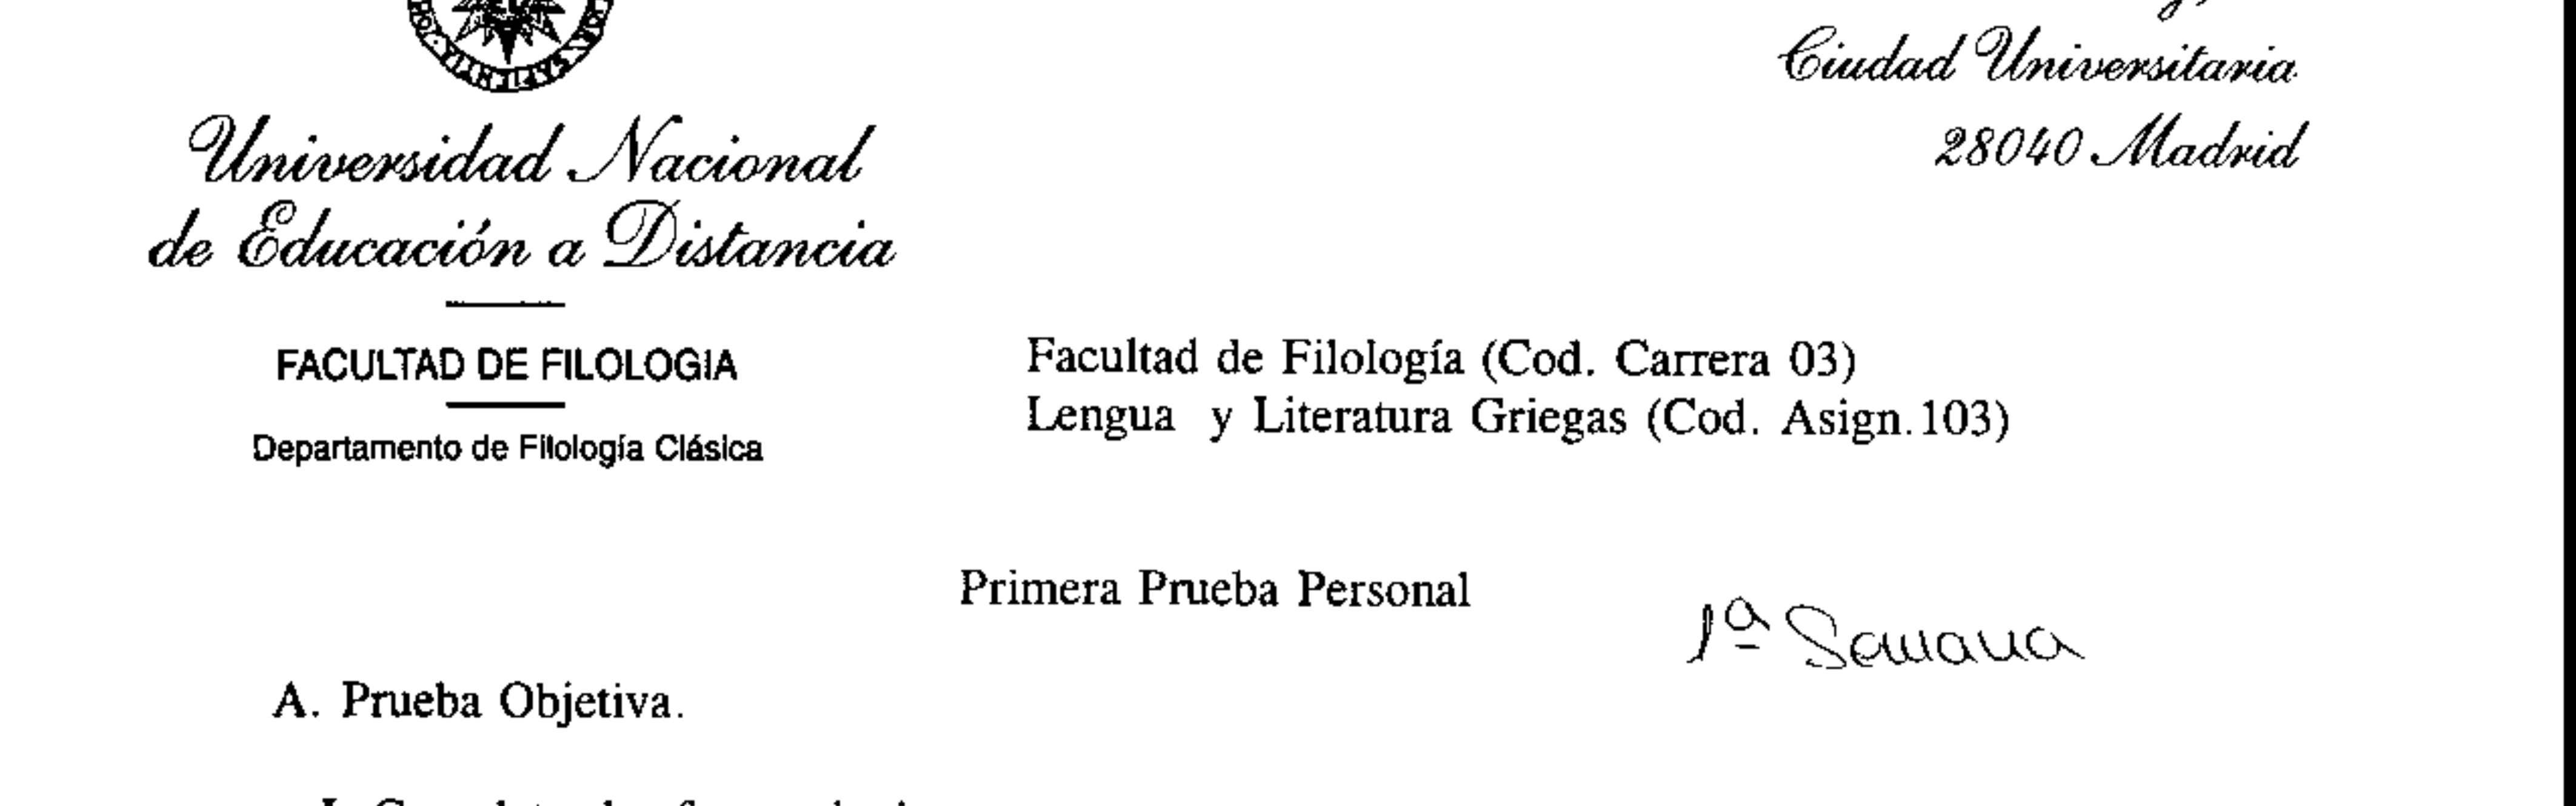 Ciudad Universitaria
28040 Madrid
Universidad Nacional
de Educación a Distancia
FACULTAD DE FILOLOGIA
Departamento de Filología Clásica
Facultad de Filología (Cod. Carrera 03)
Lengua y Literatura Griegas (Cod. Asign.103)
Primera Prueba Personal
1ª Semana
A. Prueba Objetiva.